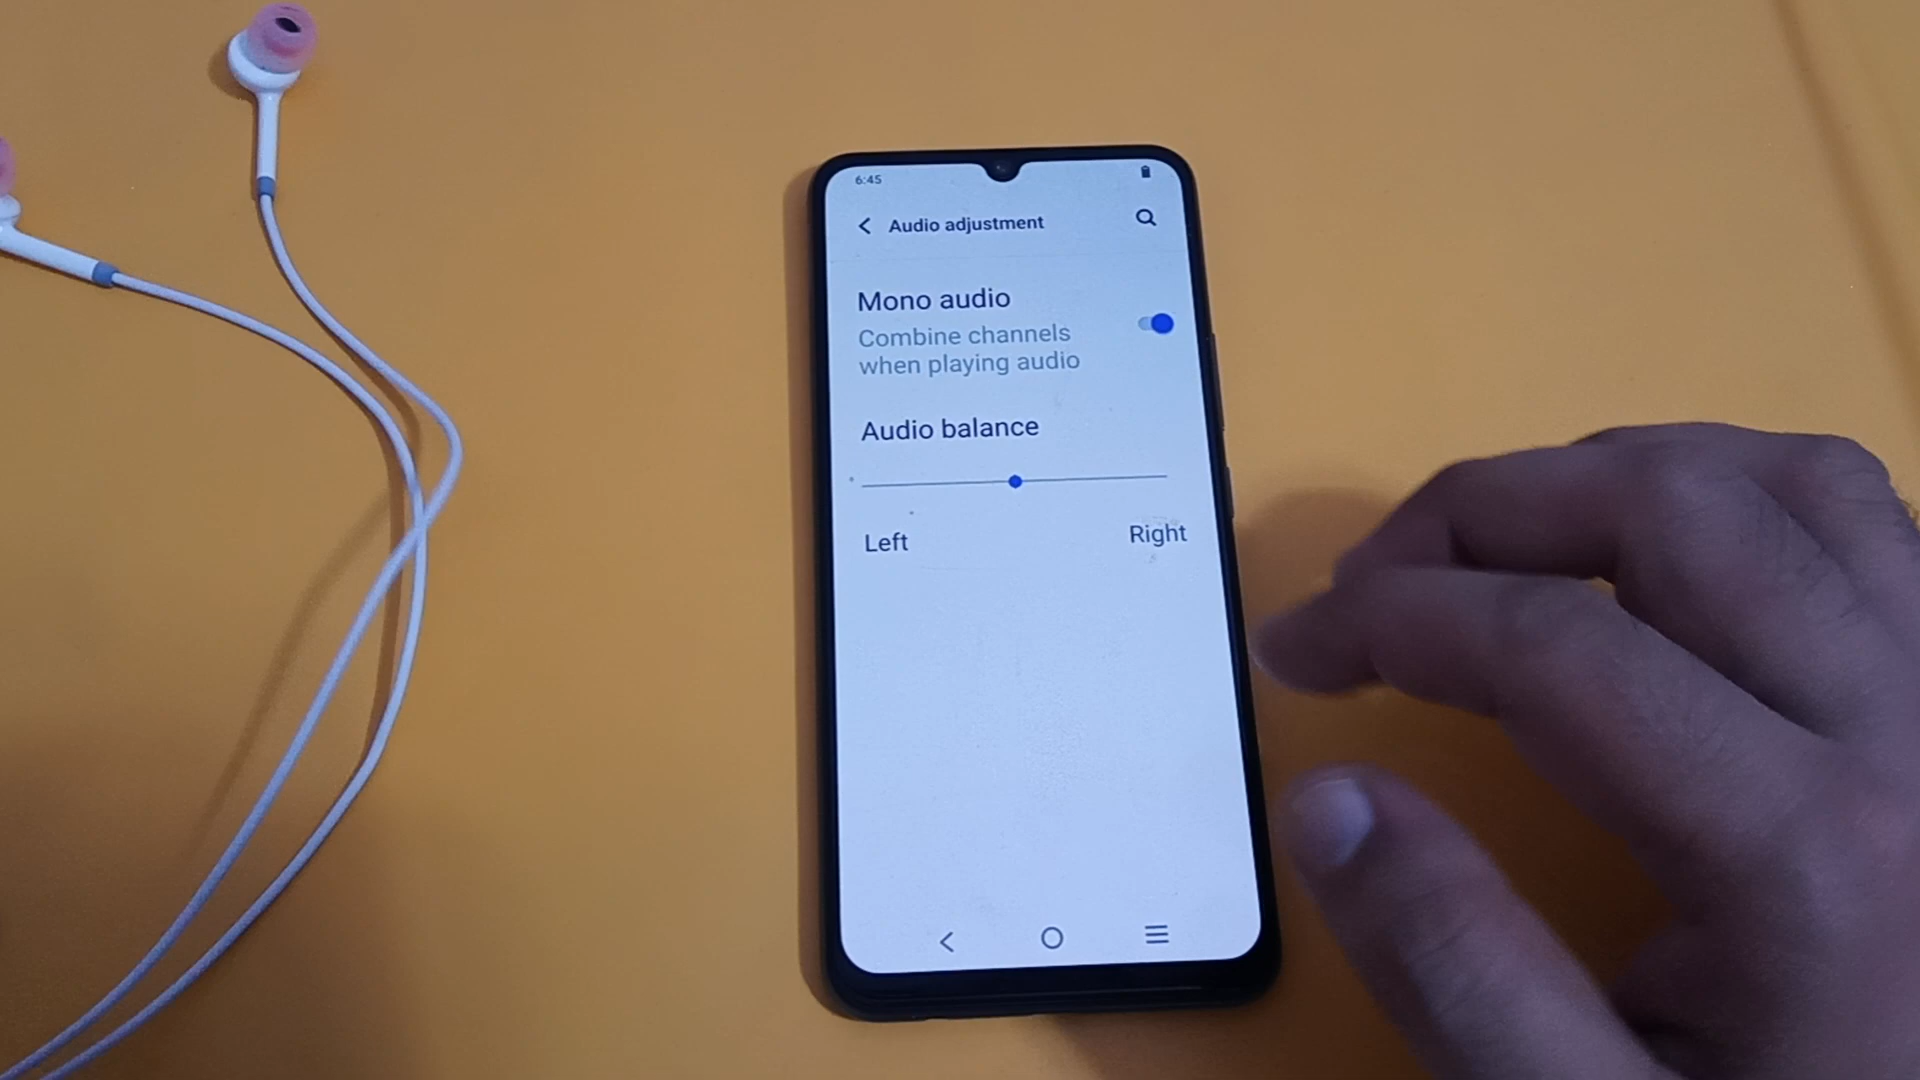 6:45
Audio adjustment
Mono audio
Combine channels
when playing audio
Audio balance
Left Right